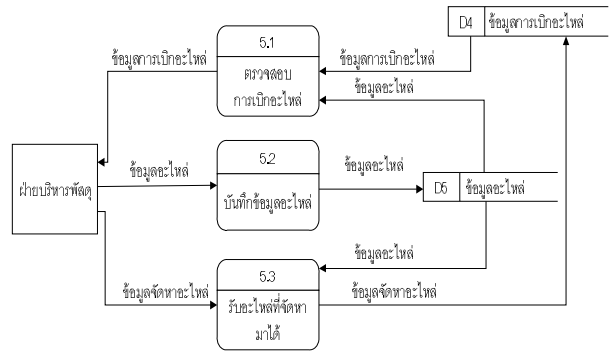 D4 ข้อมูลการเบิกอะไหล่
5.1
ข้อมูลการเบิกอะไหล่
ข้อมูลการเบิกอะไหล่
ตรวจสอบ
การเบิกอะไหล่
ข้อมูลอะไหล่
5.2
ข้อมูลอะไหล่
ข้อมูลอะไหล่
ฝ่ายบริหารพัสดุ
บันทึกข้อมูลอะไหล่
D5 ข้อมูลอะไหล่
ข้อมูลอะไหล่
5.3
ข้อมูลจัดหาอะไหล่
ข้อมูลจัดหาอะไหล่
รับอะไหล่ที่จัดหา
มาได้